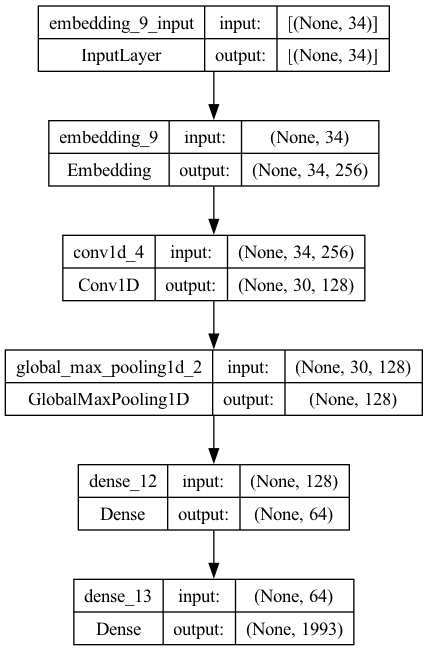 embedding_9_input input: [(None, 34)]
InputLayer output: [(None, 34)]
embedding_9 input: (None, 34)
Embedding output: (None, 34, 256)
conv1d_4 input: (None, 34, 256)
Conv1D output: (None, 30, 128)
global_max_pooling1d_2 input: (None, 30, 128)
GlobalMaxPooling1D output: (None, 128)
dense_12 input: (None, 128)
Dense output: (None, 64)
dense_13 input: (None, 64)
Dense output: (None, 1993)